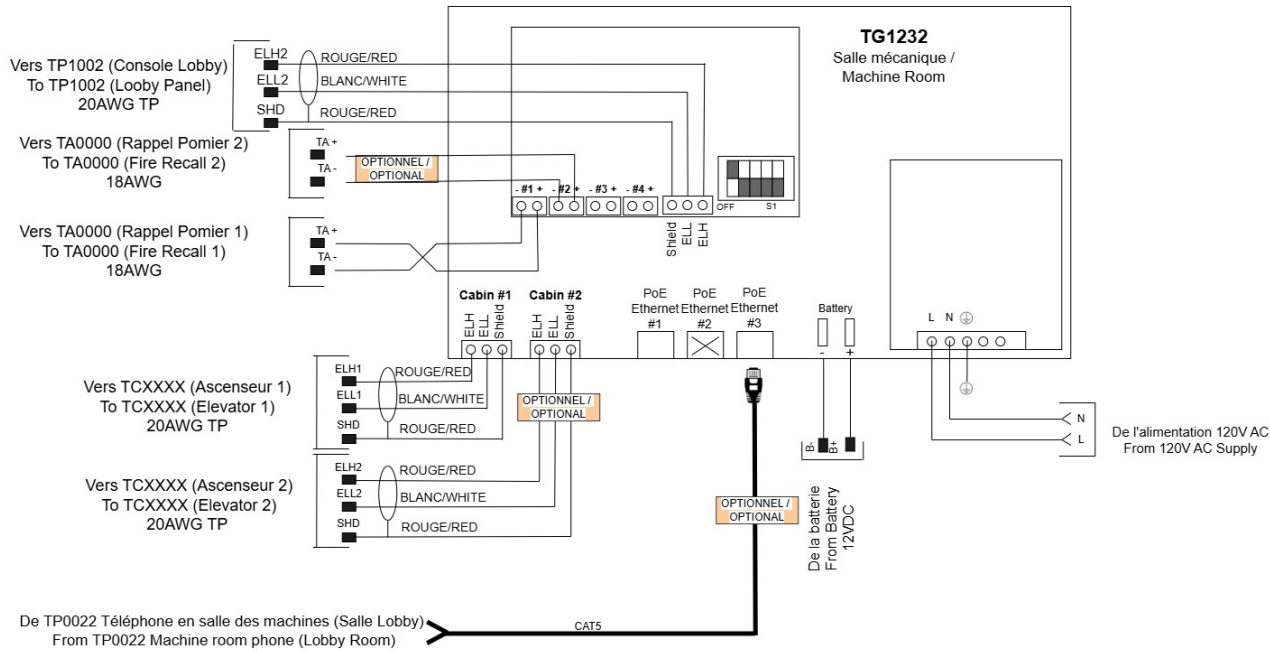 TG1232
Salle mécanique /
Machine Room
Vers TP1002 (Console Lobby)
To TP1002 (Looby Panel)
20AWG TP
ELH2
ELL2
SHD
ROUGE/RED
BLANC/WHITE
ROUGE/RED
Vers TA0000 (Rappel Pomier 2)
To TA0000 (Fire Recall 2)
18AWG
TA +
TA -
OPTIONNEL /
OPTIONAL
- #1 + - #2 + - #3 + - #4 +
Shield
ELL
ELH
OFF S1
Vers TA0000 (Rappel Pomier 1)
To TA0000 (Fire Recall 1)
18AWG
TA +
TA -
Cabin #1
ELH
ELL
Shield
Cabin #2
ELH
ELL
Shield
PoE
Ethernet
#1
PoE
Ethernet
#2
PoE
Ethernet
#3
Battery
- +
L N
Vers TCXXXX (Ascenseur 1)
To TCXXXX (Elevator 1)
20AWG TP
ELH1
ELL1
SHD
ROUGE/RED
BLANC/WHITE
ROUGE/RED
OPTIONNEL /
OPTIONAL
Vers TCXXXX (Ascenseur 2)
To TCXXXX (Elevator 2)
20AWG TP
ELH2
ELL2
SHD
ROUGE/RED
BLANC/WHITE
ROUGE/RED
OPTIONNEL /
OPTIONAL
B-
B+
De la batterie
From Battery
12VDC
N
L
De l'alimentation 120V AC
From 120V AC Supply
De TP0022 Téléphone en salle des machines (Salle Lobby)
From TP0022 Machine room phone (Lobby Room)
CAT5